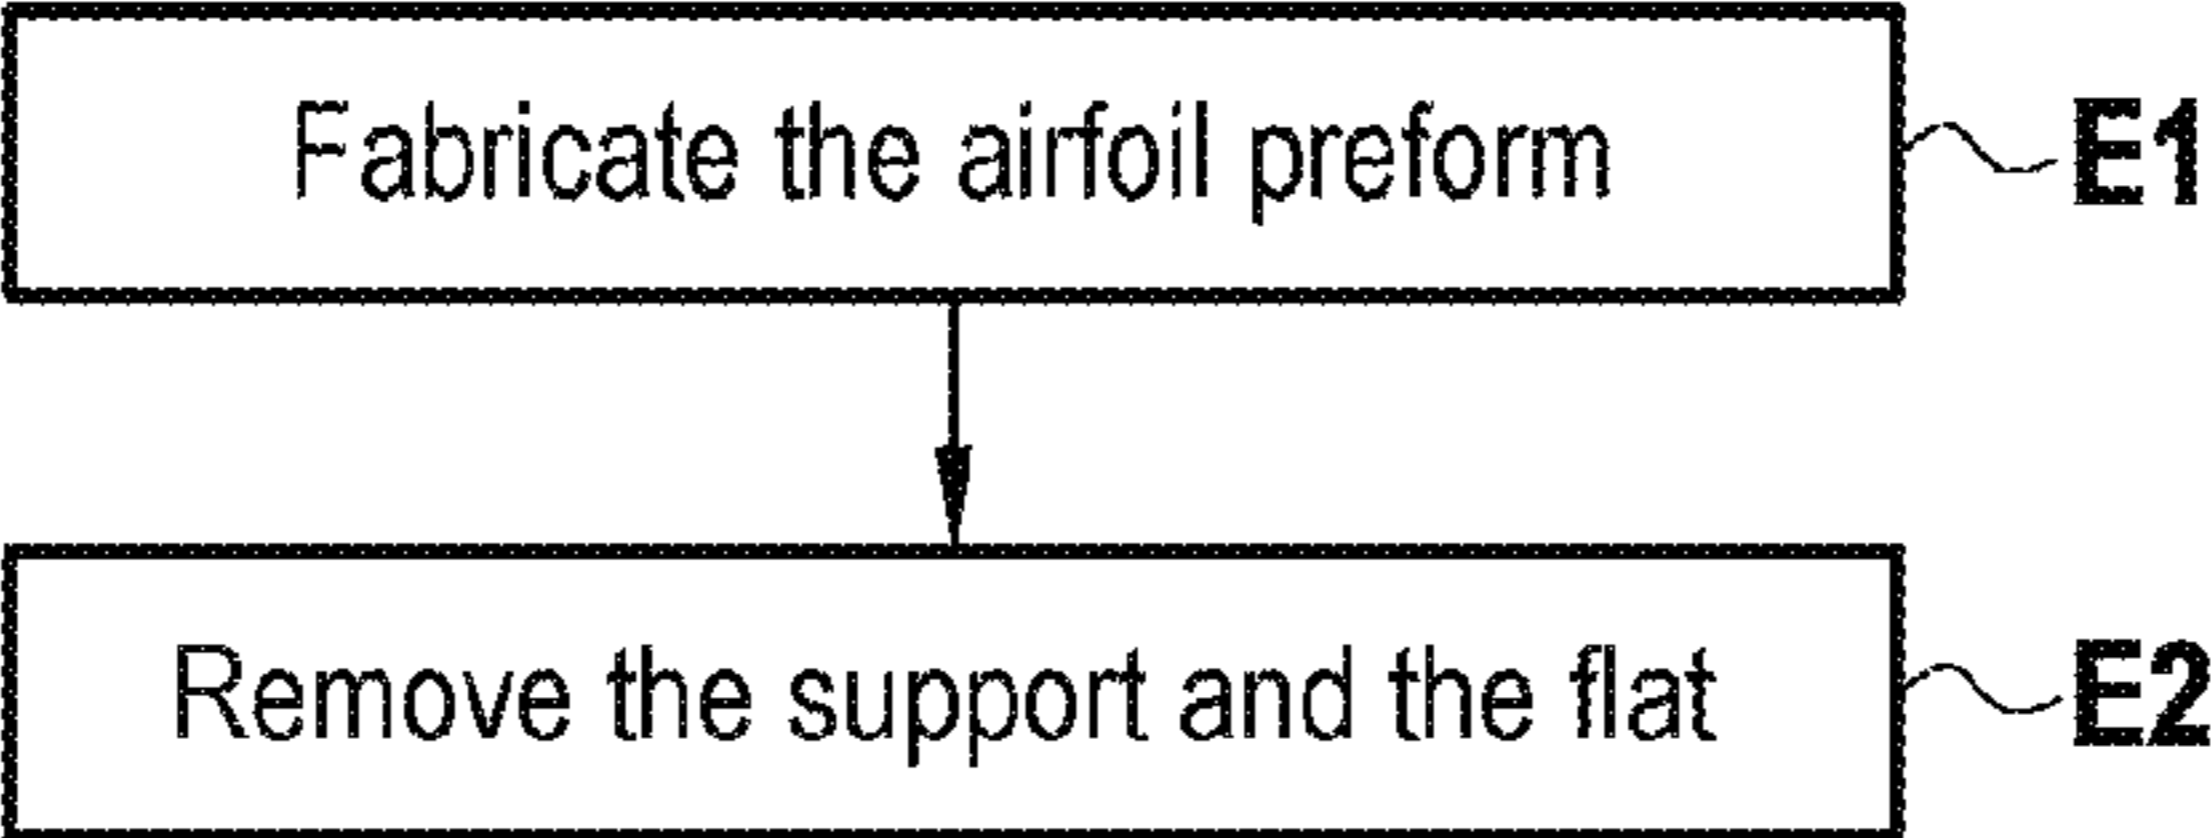 Fabricate the airfoil preform
E1
Remove the support and the flat
E2